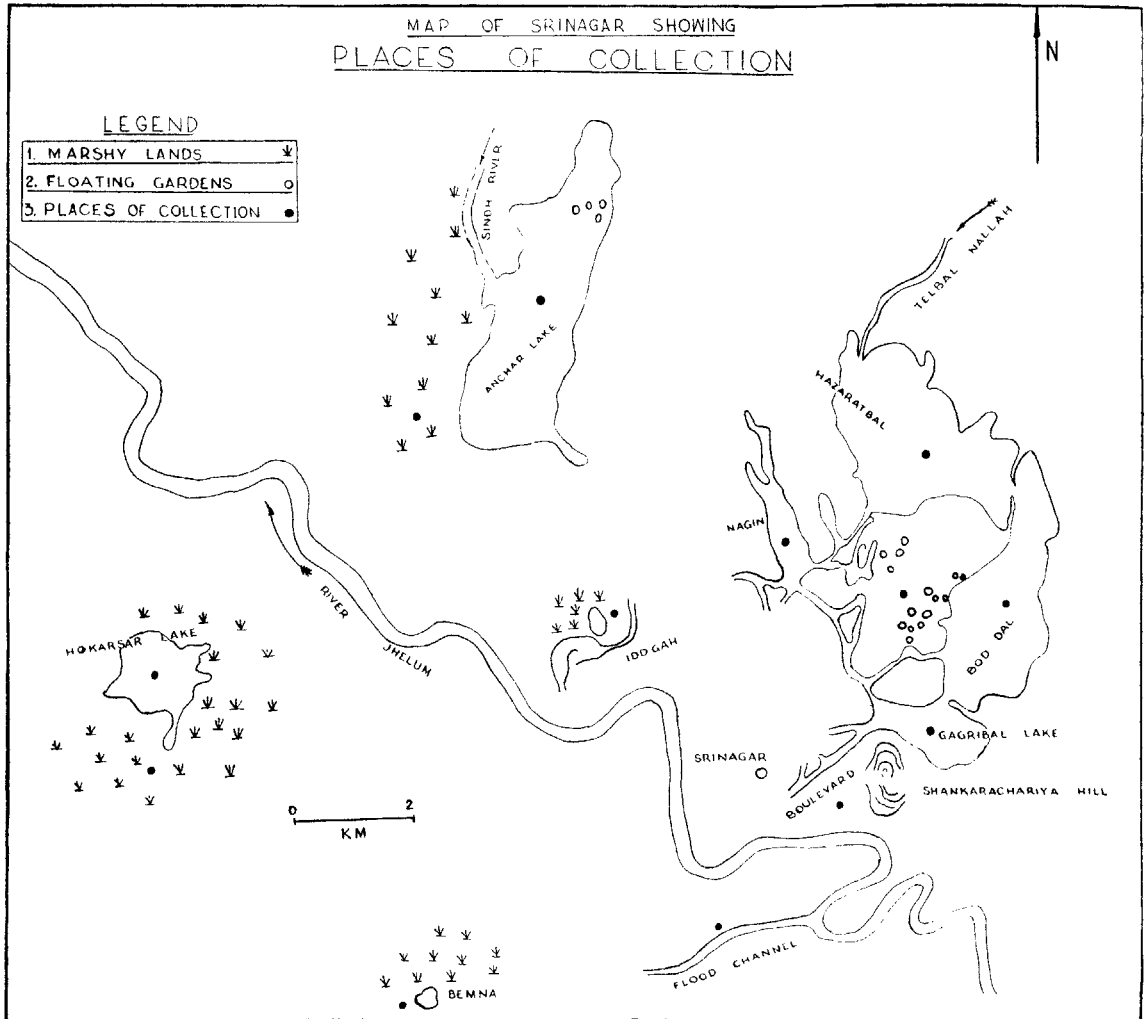 MAP OF SRINAGAR SHOWING
PLACES OF COLLECTION
N
LEGEND
1. MARSHY LANDS
2. FLOATING GARDENS
3. PLACES OF COLLECTION
SINDH RIVER
TELBAL NALLAH
ANCHAR LAKE
HAZARATBAL
NAGIN
RIVER JHELUM
HOKARSAR LAKE
IDDGAH
BOD DAL
GAGRIBAL LAKE
SRINAGAR
BOULEVARD
SHANKARACHARIYA HILL
0 2
KM
FLOOD CHANNEL
BEMNA